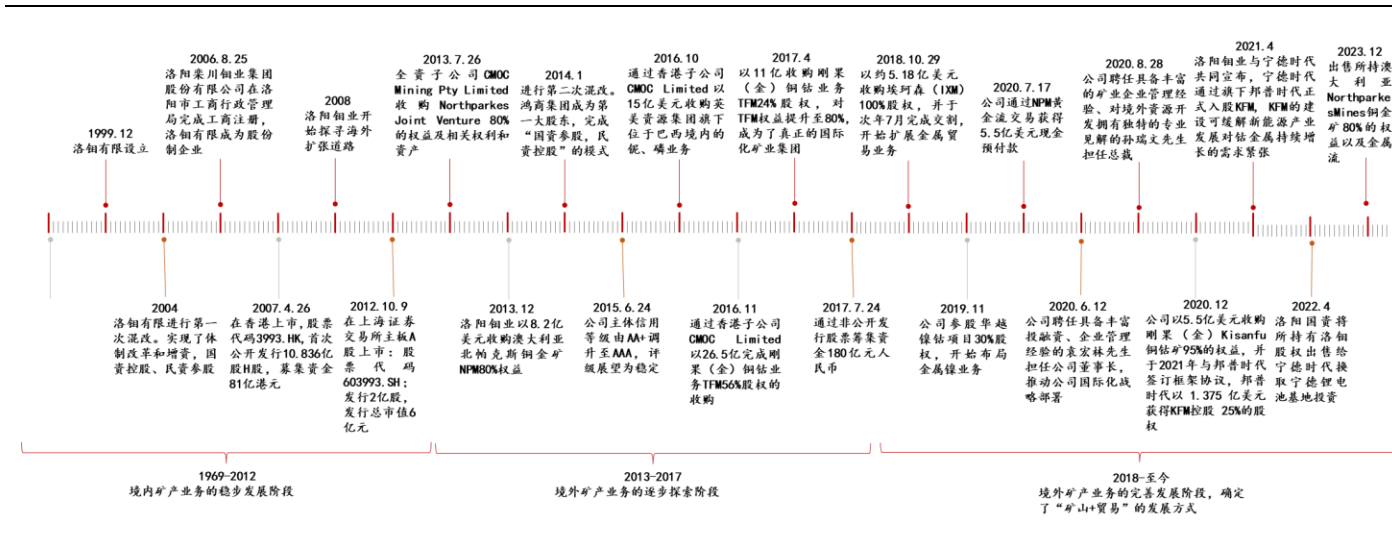 1999.12
洛钼有限设立
2006.8.25
洛阳栾川钼业集团
股份有限公司在洛
阳市工商行政管理
局完成工商注册，
洛钼有限成为股份
制企业
2008
洛阳钼业开
始探寻海外
扩张道路
2013.7.26
全资子公司CMOC
Mining Pty Limited
收购 Northparkes
Joint Venture 80%
的权益及相关权利和
资产
2014.1
进行第二次混改。
鸿商集团成为第
一大股东，完成
“国资参股，民
资控股”的模式
2016.10
通过香港子公司
CMOC Limited以
15亿美元收购英
美资源集团旗下
位于巴西境内的
铌、磷业务
2017.4
以11亿收购刚果
（金）铜钴业务
TFM24%股权，对
TFM权益提升至80%，
成为了真正的国际
化矿业集团
2018.10.29
以约5.18亿美元
收购埃珂森（IXM）
100%股权，并于
次年7月完成交割，
开始扩展金属贸
易业务
2020.7.17
公司通过NPM黄
金流交易获得
5.5亿美元现金
预付款
2020.8.28
公司聘任具备丰富
的矿业企业管理经
验、对境外资源开
发拥有独特的专业
见解的孙瑞文先生
担任总裁
2021.4
洛阳钼业与宁德时代
共同宣布，宁德时代
通过旗下邦普时代正
式入股KFM，KFM的建
设可缓解新能源产业
发展对钴金属持续增
长的需求紧张
2023.12
出售所持澳
大利亚
Northparke
sMines铜金
矿80%的权
益以及金属
流
2004
洛钼有限进行第一
次混改。实现了体
制改革和增资，国
资控股、民资参股
2007.4.26
在香港上市，股票
代码3993.HK，首次
公开发行10.836亿
股H股，募集资金
81亿港元
2012.10.9
在上海证券
交易所主板A
股上市：股
票代码
603993.SH；
发行2亿股，
发行总市值6
亿元
2013.12
洛阳钼业以8.2亿
美元收购澳大利亚
北帕克斯铜金矿
NPM80%权益
2015.6.24
公司主体信用
等级由AA+调
升至AAA，评
级展望为稳定
2016.11
通过香港子公司
CMOC Limited
以26.5亿完成刚
果（金）铜钴业
务TFM56%股权的
收购
2017.7.24
通过非公开发
行股票筹集资
金180亿元人
民币
2019.11
公司参股华越
镍钴项目30%股
权，开始布局
金属镍业务
2020.6.12
公司聘任具备丰富
投融资、企业管理
经验的袁宏林先生
担任公司董事长，
推动公司国际化战
略部署
2020.12
公司以5.5亿美元收购
刚果（金）Kisanfu
铜钴矿95%的权益，并
于2021年与邦普时代
签订框架协议，邦普
时代以 1.375 亿美元
获得KFM控股 25%的股
权
2022.4
洛阳国资将
所持有洛钼
股权出售给
宁德时代换
取宁德锂电
池基地投资
1969-2012
境内矿产业务的稳步发展阶段
2013-2017
境外矿产业务的逐步探索阶段
2018-至今
境外矿产业务的完善发展阶段，确定
了“矿山+贸易”的发展方式